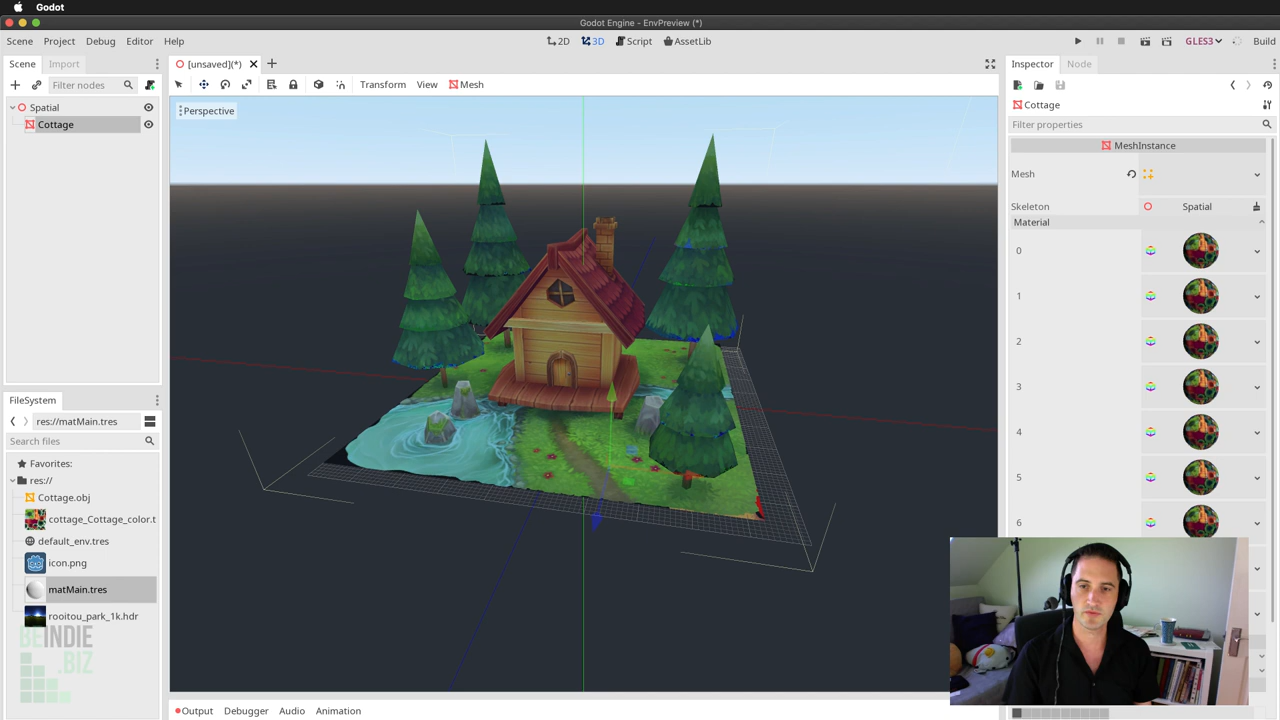 Godot
Godot Engine - EnvPreview (*)
Scene Project Debug Editor Help
2D 3D Script AssetLib
GLES3 Build
Scene Import
[unsaved](*)
Inspector Node
Filter nodes
Transform View Mesh
Perspective
Spatial
Cottage
Cottage
Filter properties
MeshInstance
Mesh
Skeleton Spatial
Material
0
1
2
3
4
5
6
FileSystem
res://matMain.tres
Search files
Favorites:
res://
Cottage.obj
cottage_Cottage_color.t
default_env.tres
icon.png
matMain.tres
rooitou_park_1k.hdr
BEINDIE
.BIZ
Output Debugger Audio Animation